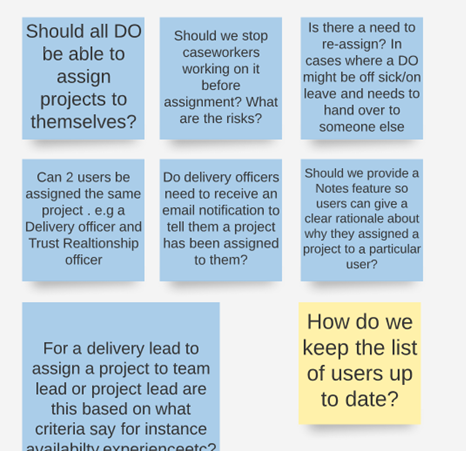 Should all DO
be able to
assign
projects to
themselves?
Should we stop
caseworkers
working on it
before
assignment? What
are the risks?
Is there a need to
re-assign? In
cases where a DO
might be off sick/on
leave and needs to
hand over to
someone else
Can 2 users be
assigned the same
project . e.g a
Delivery officer and
Trust Realtionship
officer
Do delivery officers
need to receive an
email notification to
tell them a project
has been assigned
to them?
Should we provide a
Notes feature so
users can give a
clear rationale about
why they assigned a
project to a particular
user?
For a delivery lead to
assign a project to team
lead or project lead are
this based on what
criteria say for instance
availabilty,experienceetc?
How do we
keep the list
of users up
to date?